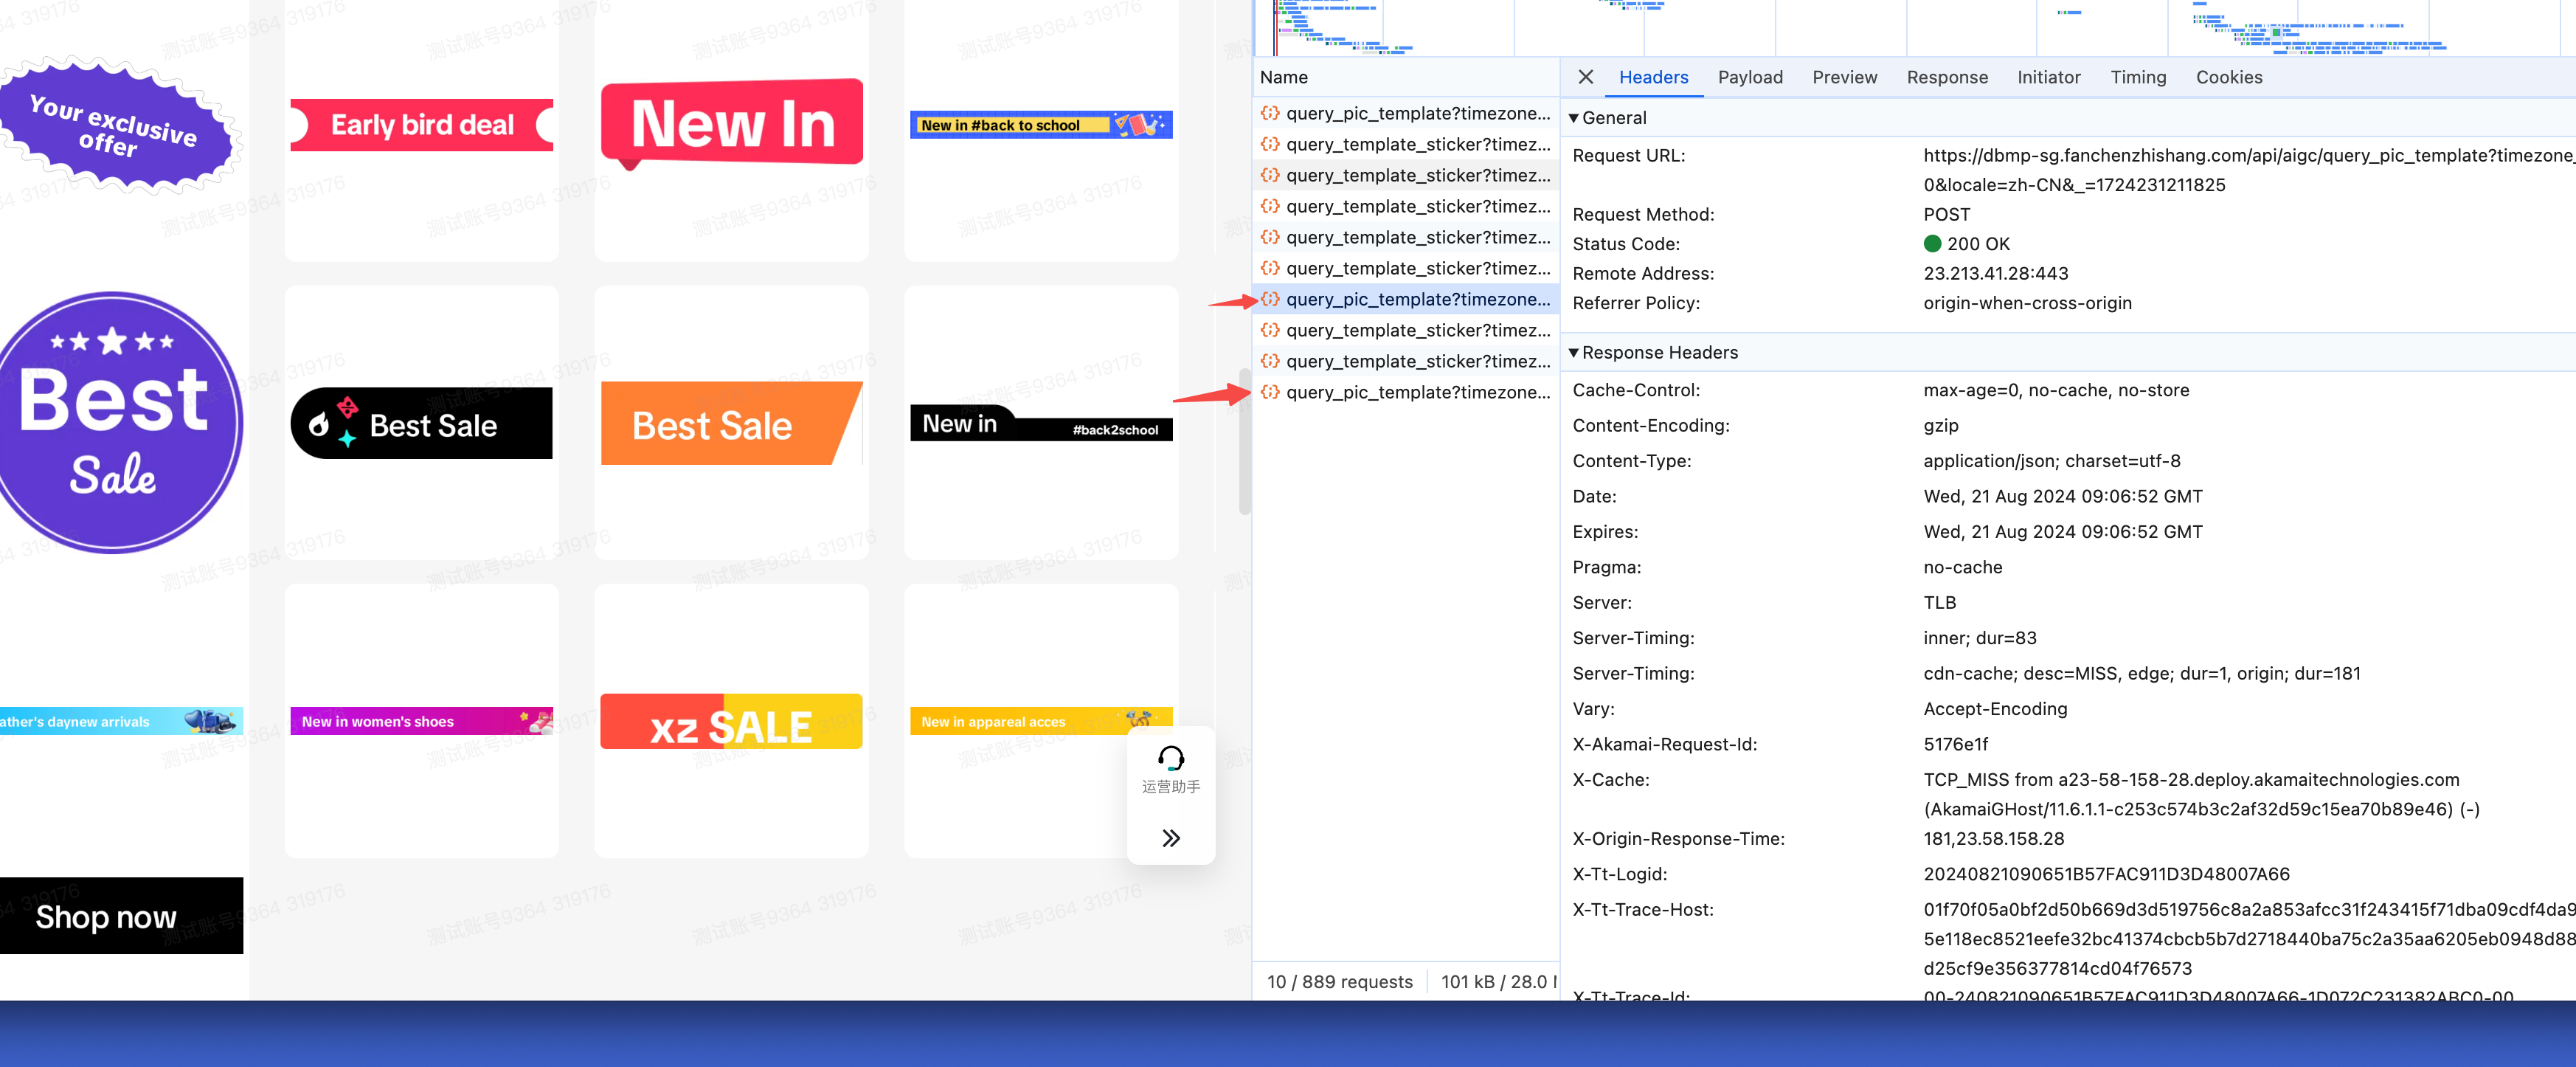 Your exclusive
offer
Early bird deal
New In
New in #back to school
Best
Sale
Best Sale
Best Sale
New in
#back2school
ather's daynew arrivals
New in women's shoes
xz SALE
New in appareal acces
Shop now
运营助手
测试账号9364 319176
Name
query_pic_template?timezone...
query_template_sticker?timez...
query_template_sticker?timez...
query_template_sticker?timez...
query_template_sticker?timez...
query_template_sticker?timez...
query_pic_template?timezone...
query_template_sticker?timez...
query_template_sticker?timez...
query_pic_template?timezone...
10 / 889 requests
101 kB / 28.0
Headers Payload Preview Response Initiator Timing Cookies
General
Request URL: https://dbmp-sg.fanchenzhishang.com/api/aigc/query_pic_template?timezone_
0&locale=zh-CN&_=1724231211825
Request Method: POST
Status Code: 200 OK
Remote Address: 23.213.41.28:443
Referrer Policy: origin-when-cross-origin
Response Headers
Cache-Control: max-age=0, no-cache, no-store
Content-Encoding: gzip
Content-Type: application/json; charset=utf-8
Date: Wed, 21 Aug 2024 09:06:52 GMT
Expires: Wed, 21 Aug 2024 09:06:52 GMT
Pragma: no-cache
Server: TLB
Server-Timing: inner; dur=83
Server-Timing: cdn-cache; desc=MISS, edge; dur=1, origin; dur=181
Vary: Accept-Encoding
X-Akamai-Request-Id: 5176e1f
X-Cache: TCP_MISS from a23-58-158-28.deploy.akamaitechnologies.com
(AkamaiGHost/11.6.1.1-c253c574b3c2af32d59c15ea70b89e46) (-)
X-Origin-Response-Time: 181,23.58.158.28
X-Tt-Logid: 20240821090651B57FAC911D3D48007A66
X-Tt-Trace-Host: 01f70f05a0bf2d50b669d3d519756c8a2a853afcc31f243415f71dba09cdf4da9
5e118ec8521eefe32bc41374cbcb5b7d2718440ba75c2a35aa6205eb0948d88
d25cf9e356377814cd04f76573
X-Tt-Trace-Id: 00-240821090651B57FAC911D3D48007A66-1D072C231382ABC0-00